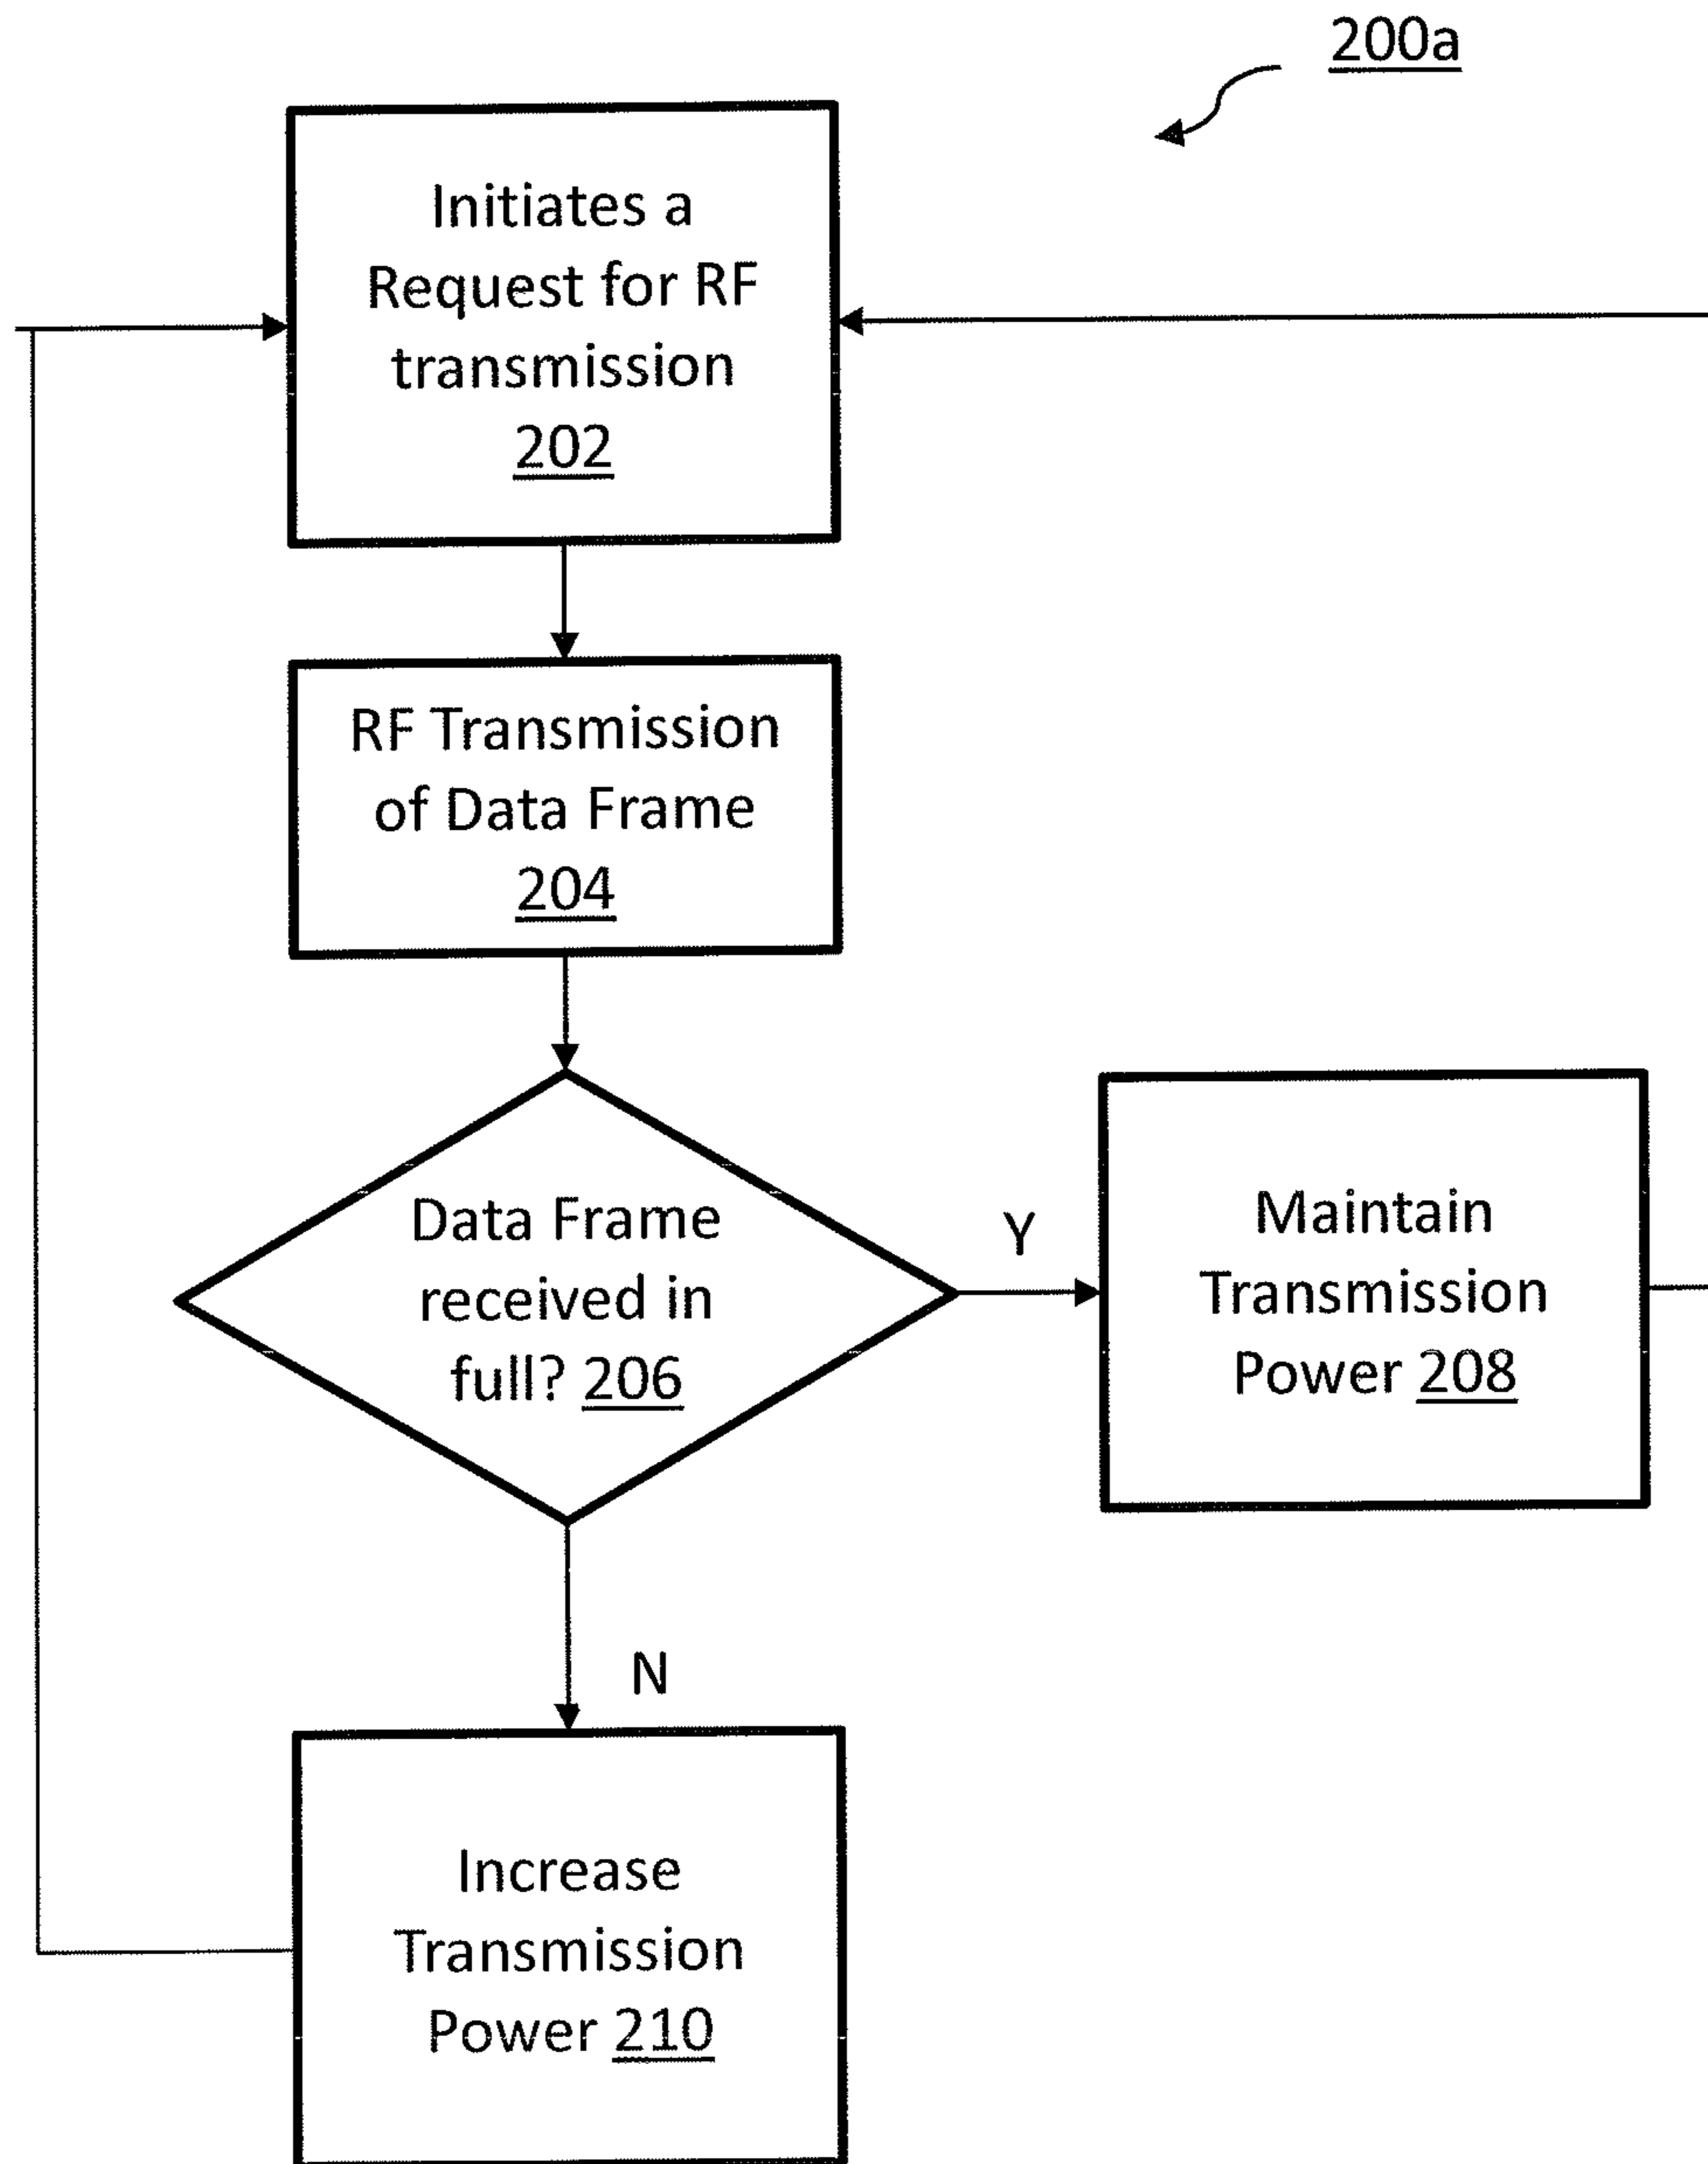 200a
Initiates a
Request for RF
transmission
202
RF Transmission
of Data Frame
204
Data Frame
received in
full? 206
Y
Maintain
Transmission
Power 208
N
Increase
Transmission
Power 210